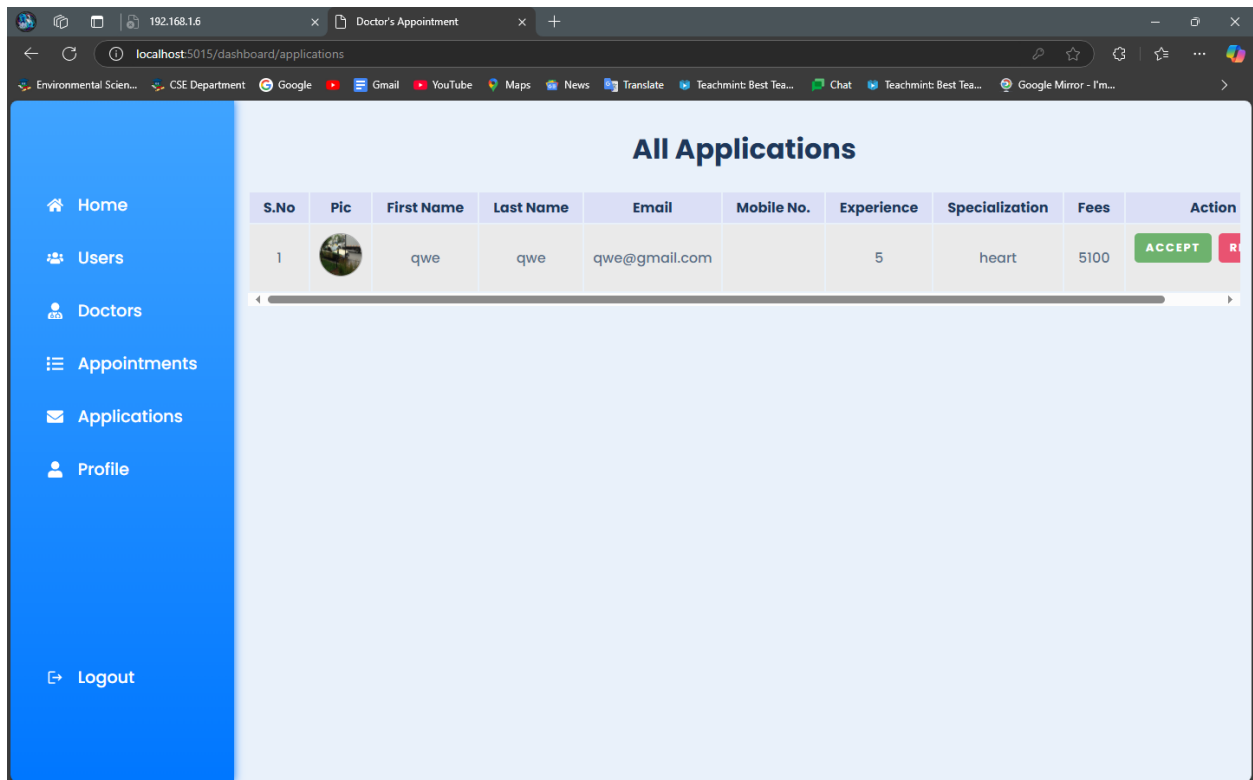 192.168.1.6
Doctor's Appointment
localhost:5015/dashboard/applications
Environmental Scien... CSE Department Google Gmail YouTube Maps News Translate Teachmint: Best Tea... Chat Teachmint: Best Tea... Google Mirror - I'm...
All Applications
Home
Users
Doctors
Appointments
Applications
Profile
Logout
S.No Pic First Name Last Name Email Mobile No. Experience Specialization Fees Action
1 qwe qwe qwe@gmail.com 5 heart 5100 ACCEPT